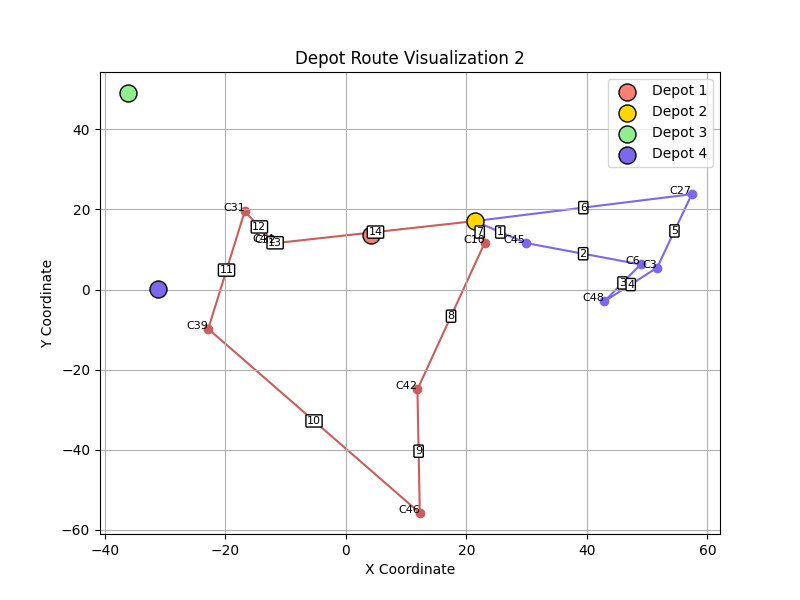 Depot Route Visualization 2
Depot 1
Depot 2
Depot 3
Depot 4
Y Coordinate
40
20
0
−20
−40
−60
C31
12
13
14
C27
6
7
1
C45
2
C6
C3
5
3
4
C48
11
8
C39
C42
10
9
C46
−40
−20
0
20
40
60
X Coordinate